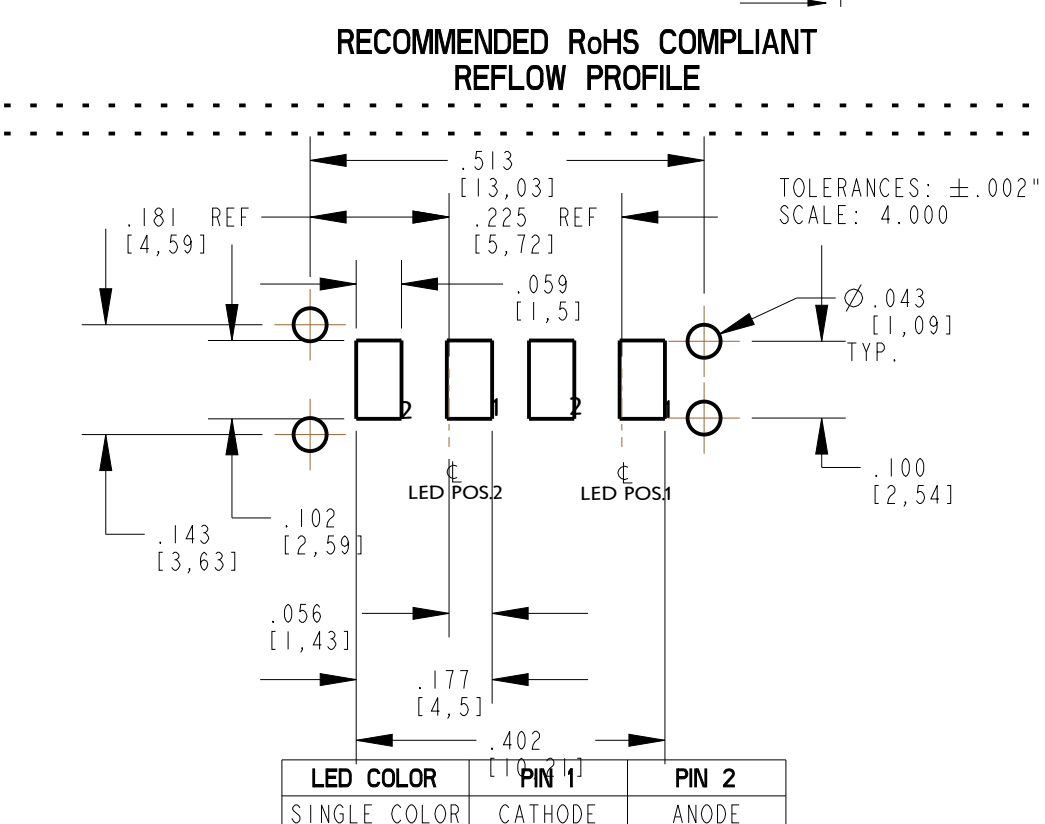 RECOMMENDED RoHS COMPLIANT
REFLOW PROFILE
.513
[13,03]
TOLERANCES: ±.002"
SCALE: 4.000
.181 REF
[4,59]
.225 REF
[5,72]
.059
[1,5]
Ø.043
[1,09]
TYP.
2
1
2
1
℄
LED POS.2
℄
LED POS.1
.100
[2,54]
.102
[2,59]
.143
[3,63]
.056
[1,43]
.177
[4,5]
.402
[10,21]
LED COLOR PIN 1 PIN 2
SINGLE COLOR CATHODE ANODE